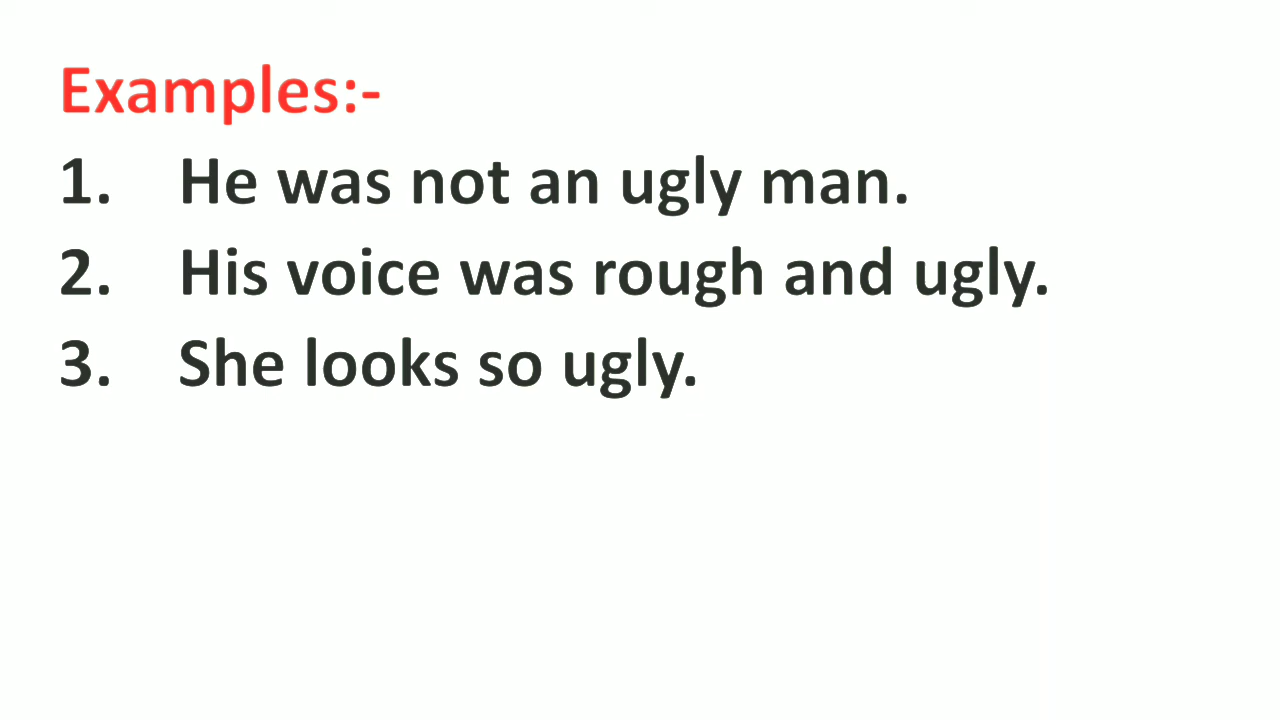 Examples:-
1. He was not an ugly man.
2. His voice was rough and ugly.
3. She looks so ugly.